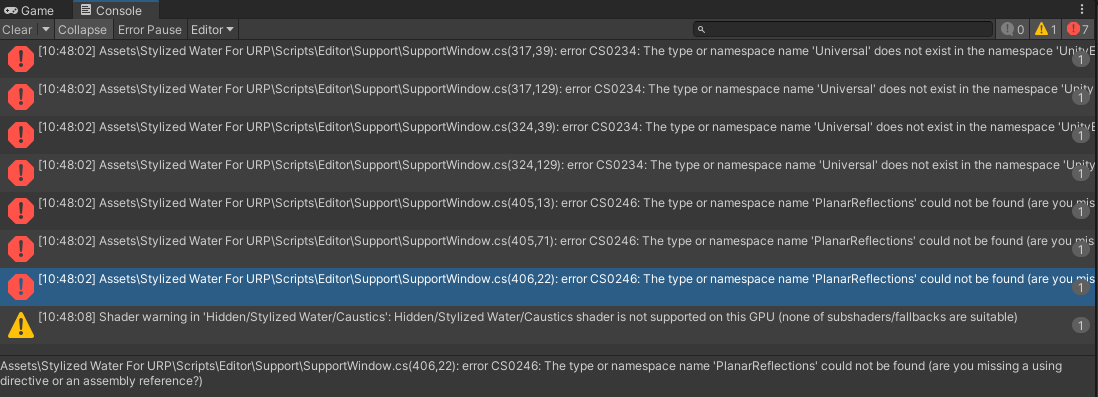 Game Console
Clear Collapse Error Pause Editor 0 1 7
[10:48:02] Assets\Stylized Water For URP\Scripts\Editor\Support\SupportWindow.cs(317,39): error CS0234: The type or namespace name 'Universal' does not exist in the namespace 'UnityE
1
[10:48:02] Assets\Stylized Water For URP\Scripts\Editor\Support\SupportWindow.cs(317,129): error CS0234: The type or namespace name 'Universal' does not exist in the namespace 'Unity
1
[10:48:02] Assets\Stylized Water For URP\Scripts\Editor\Support\SupportWindow.cs(324,39): error CS0234: The type or namespace name 'Universal' does not exist in the namespace 'UnityE
1
[10:48:02] Assets\Stylized Water For URP\Scripts\Editor\Support\SupportWindow.cs(324,129): error CS0234: The type or namespace name 'Universal' does not exist in the namespace 'Unity
1
[10:48:02] Assets\Stylized Water For URP\Scripts\Editor\Support\SupportWindow.cs(405,13): error CS0246: The type or namespace name 'PlanarReflections' could not be found (are you mis
1
[10:48:02] Assets\Stylized Water For URP\Scripts\Editor\Support\SupportWindow.cs(405,71): error CS0246: The type or namespace name 'PlanarReflections' could not be found (are you mis
1
[10:48:02] Assets\Stylized Water For URP\Scripts\Editor\Support\SupportWindow.cs(406,22): error CS0246: The type or namespace name 'PlanarReflections' could not be found (are you mis
1
[10:48:08] Shader warning in 'Hidden/Stylized Water/Caustics': Hidden/Stylized Water/Caustics shader is not supported on this GPU (none of subshaders/fallbacks are suitable)
1
Assets\Stylized Water For URP\Scripts\Editor\Support\SupportWindow.cs(406,22): error CS0246: The type or namespace name 'PlanarReflections' could not be found (are you missing a using
directive or an assembly reference?)